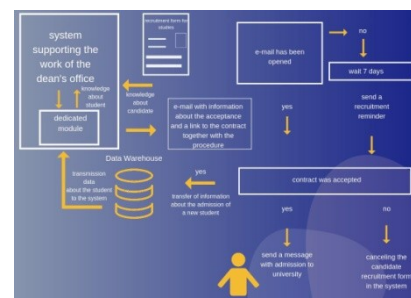 system
supporting the
work of the
dean's office
knowledge
about
student
dedicated
module
recruitment form for
student
knowledge
about
candidate
e-mail with information
about the acceptance
and a link to the contract
together with the
procedure
Data Warehouse
transmission
data
about the student
to the system
yes
transfer of information
about the admission of
a new student
e-mail has been
opened
no
wait 7 days
yes
send a
recruitment
reminder
contract was accepted
yes
no
send a message
with admission to
university
canceling the
candidate
recruitment form
in the system